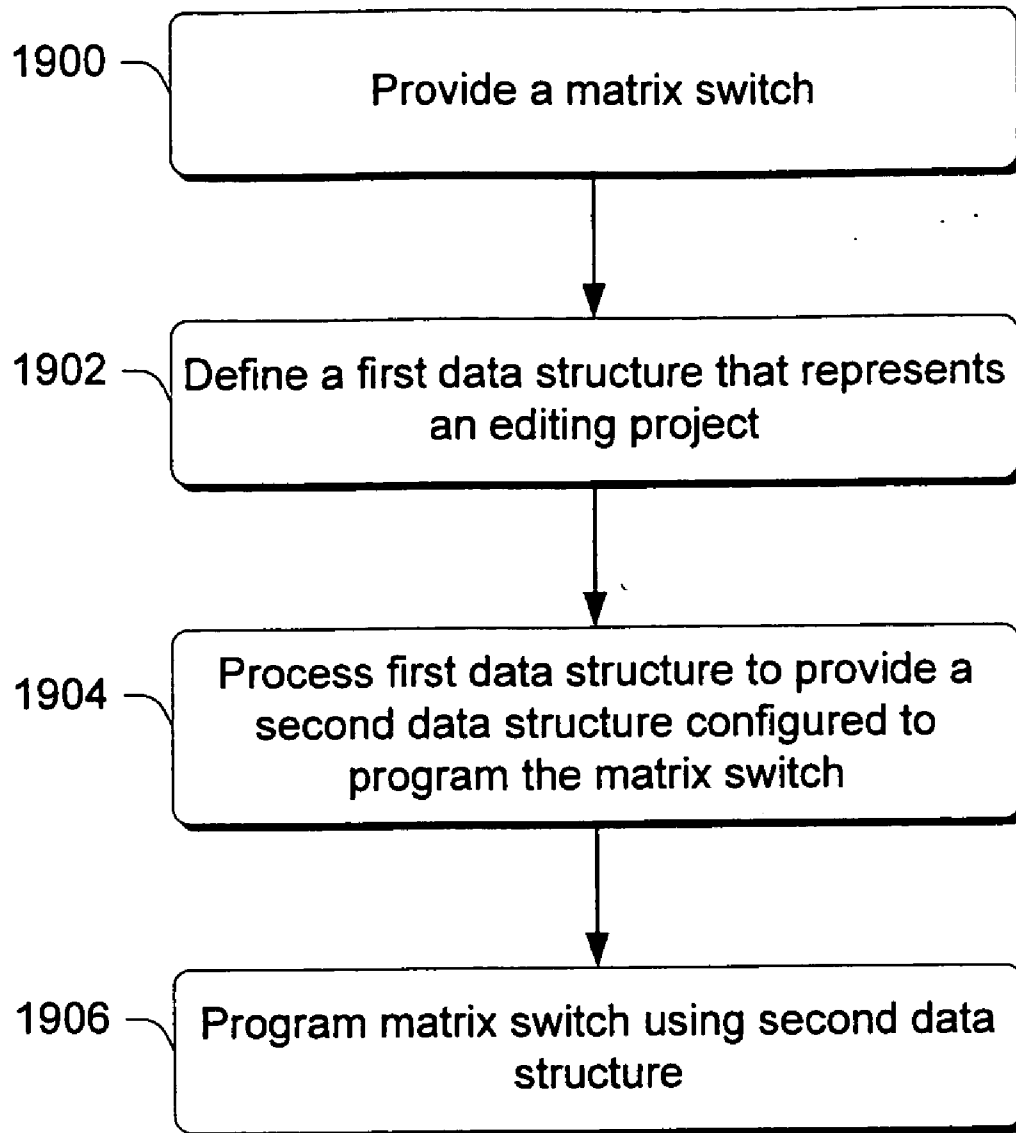 1900
Provide a matrix switch
1902
Define a first data structure that represents
an editing project
1904
Process first data structure to provide a
second data structure configured to
program the matrix switch
1906
Program matrix switch using second data
structure